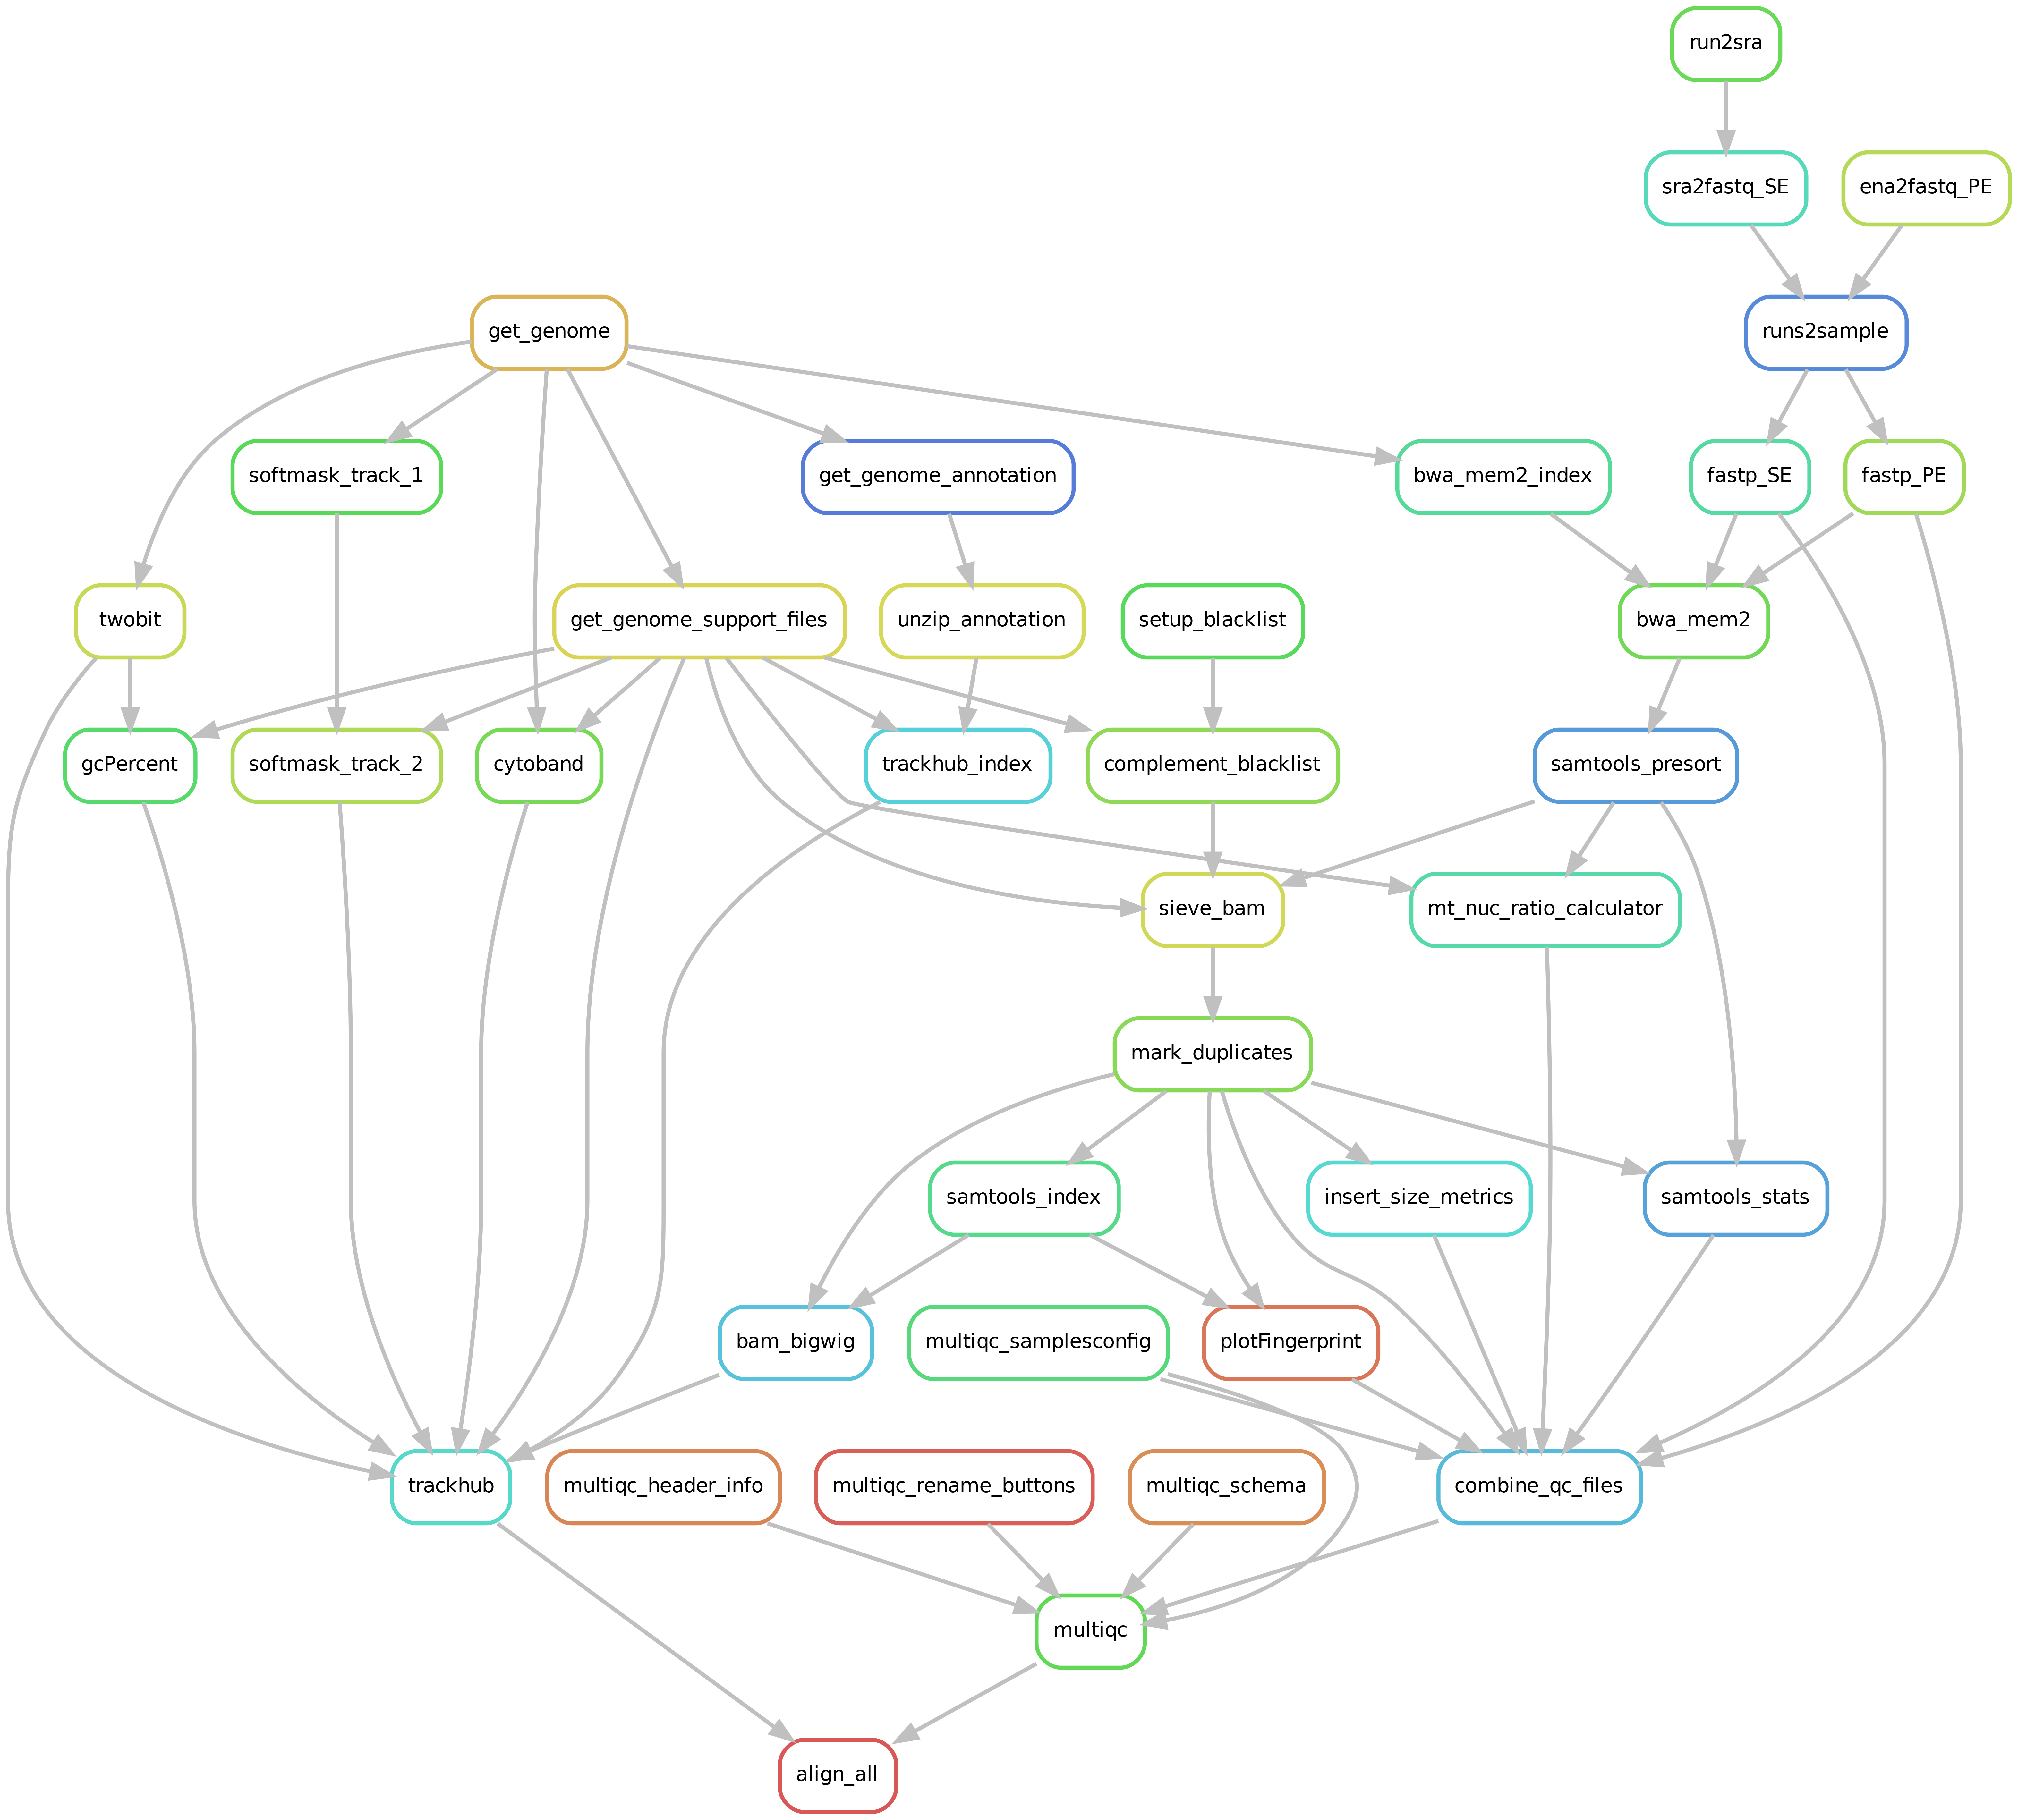 run2sra
sra2fastq_SE
ena2fastq_PE
get_genome
runs2sample
softmask_track_1
get_genome_annotation
bwa_mem2_index
fastp_SE
fastp_PE
twobit
get_genome_support_files
unzip_annotation
setup_blacklist
bwa_mem2
gcPercent
softmask_track_2
cytoband
trackhub_index
complement_blacklist
samtools_presort
sieve_bam
mt_nuc_ratio_calculator
mark_duplicates
samtools_index
insert_size_metrics
samtools_stats
bam_bigwig
multiqc_samplesconfig
plotFingerprint
trackhub
multiqc_header_info
multiqc_rename_buttons
multiqc_schema
combine_qc_files
multiqc
align_all